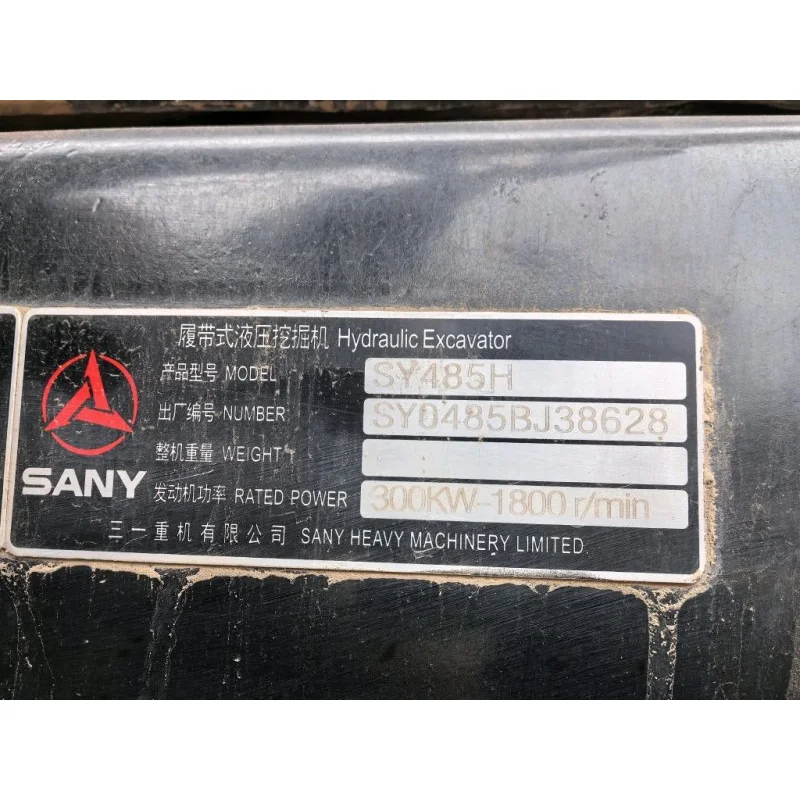 履带式液压挖掘机 Hydraulic Excavator
产品型号 MODEL SY485H
出厂编号 NUMBER SY0485BJ38628
整机重量 WEIGHT
SANY
发动机功率 RATED POWER 300KW-1800 r/min
三一重机有限公司 SANY HEAVY MACHINERY LIMITED